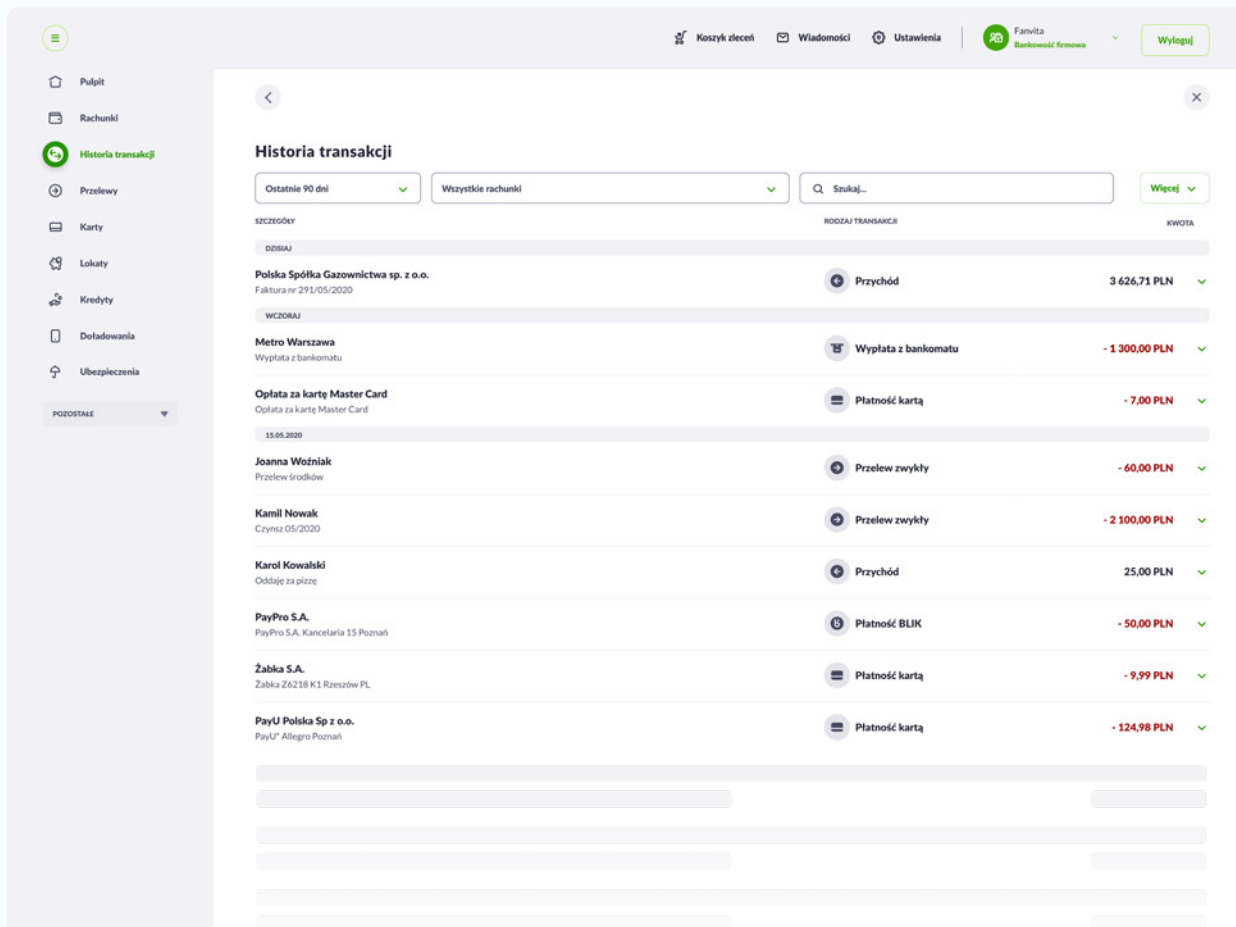 Koszyk zleceń
Wiadomości
Ustawienia
Fanvita
Bankowość firmowa
Wyloguj
Pulpit
Rachunki
Historia transakcji
Przelewy
Karty
Lokaty
Kredyty
Doładowania
Ubezpieczenia
POZOSTAŁE
Historia transakcji
Ostatnie 90 dni
Wszystkie rachunki
Szukaj...
Więcej
SZCZEGÓŁY RODZAJ TRANSAKCJI KWOTA
DZISIAJ
Polska Spółka Gazownictwa sp. z o.o.
Faktura nr 291/05/2020
Przychód
3 626,71 PLN
WCZORAJ
Metro Warszawa
Wypłata z bankomatu
Wypłata z bankomatu
- 1 300,00 PLN
Opłata za kartę Master Card
Opłata za kartę Master Card
Płatność kartą
- 7,00 PLN
15.05.2020
Joanna Woźniak
Przelew środków
Przelew zwykły
- 60,00 PLN
Kamil Nowak
Czynsz 05/2020
Przelew zwykły
- 2 100,00 PLN
Karol Kowalski
Oddaję za pizzę
Przychód
25,00 PLN
PayPro S.A.
PayPro S.A. Kancelaria 15 Poznań
Płatność BLIK
- 50,00 PLN
Żabka S.A.
Żabka Z6218 K1 Rzeszów PL
Płatność kartą
- 9,99 PLN
PayU Polska Sp z o.o.
PayU* Allegro Poznań
Płatność kartą
- 124,98 PLN